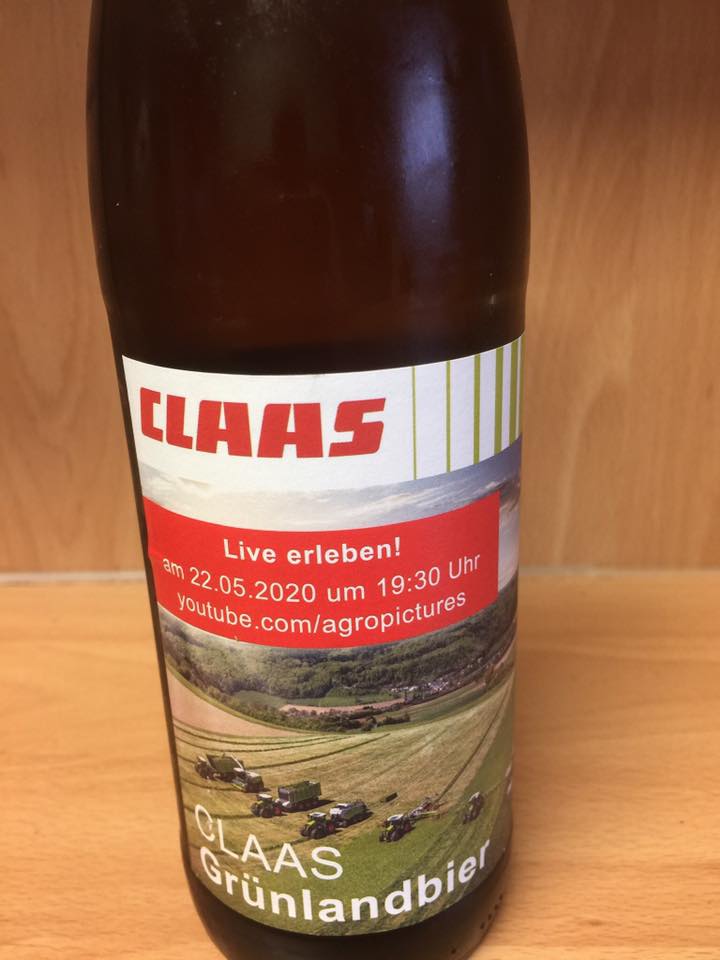 CLAAS
Live erleben!
am 22.05.2020 um 19:30 Uhr
youtube.com/agropictures
CLAAS
Grünlandbier